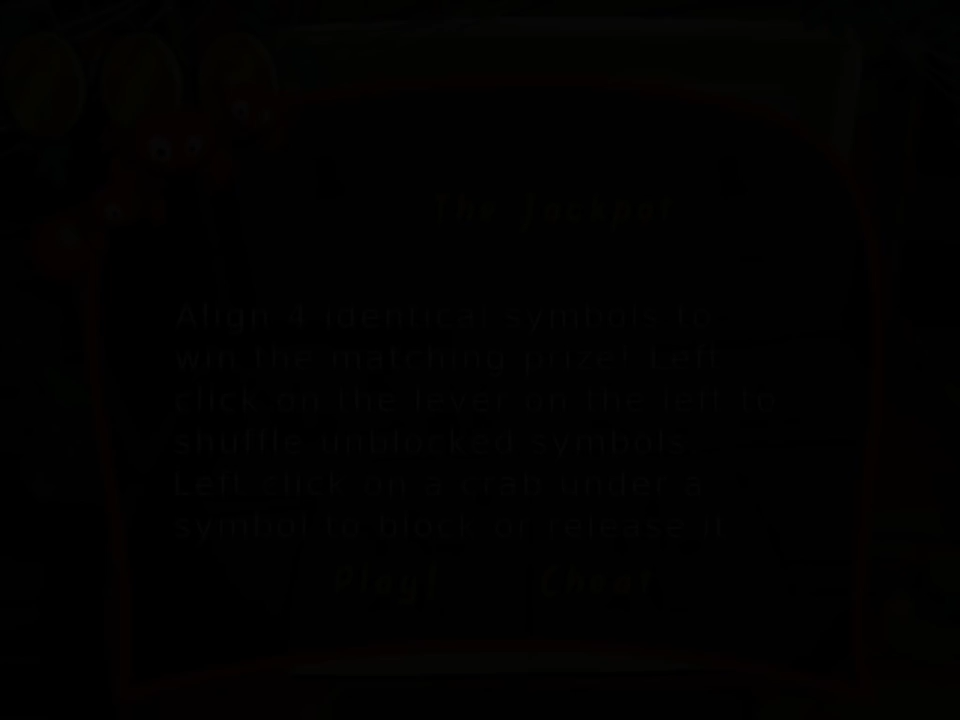 The Jackpot
Align 4 identical symbols to
win the matching prize! Left
click on the lever on the left to
shuffle unblocked symbols.
Left click on a crab under a
symbol to block or release it
Play! Cheat